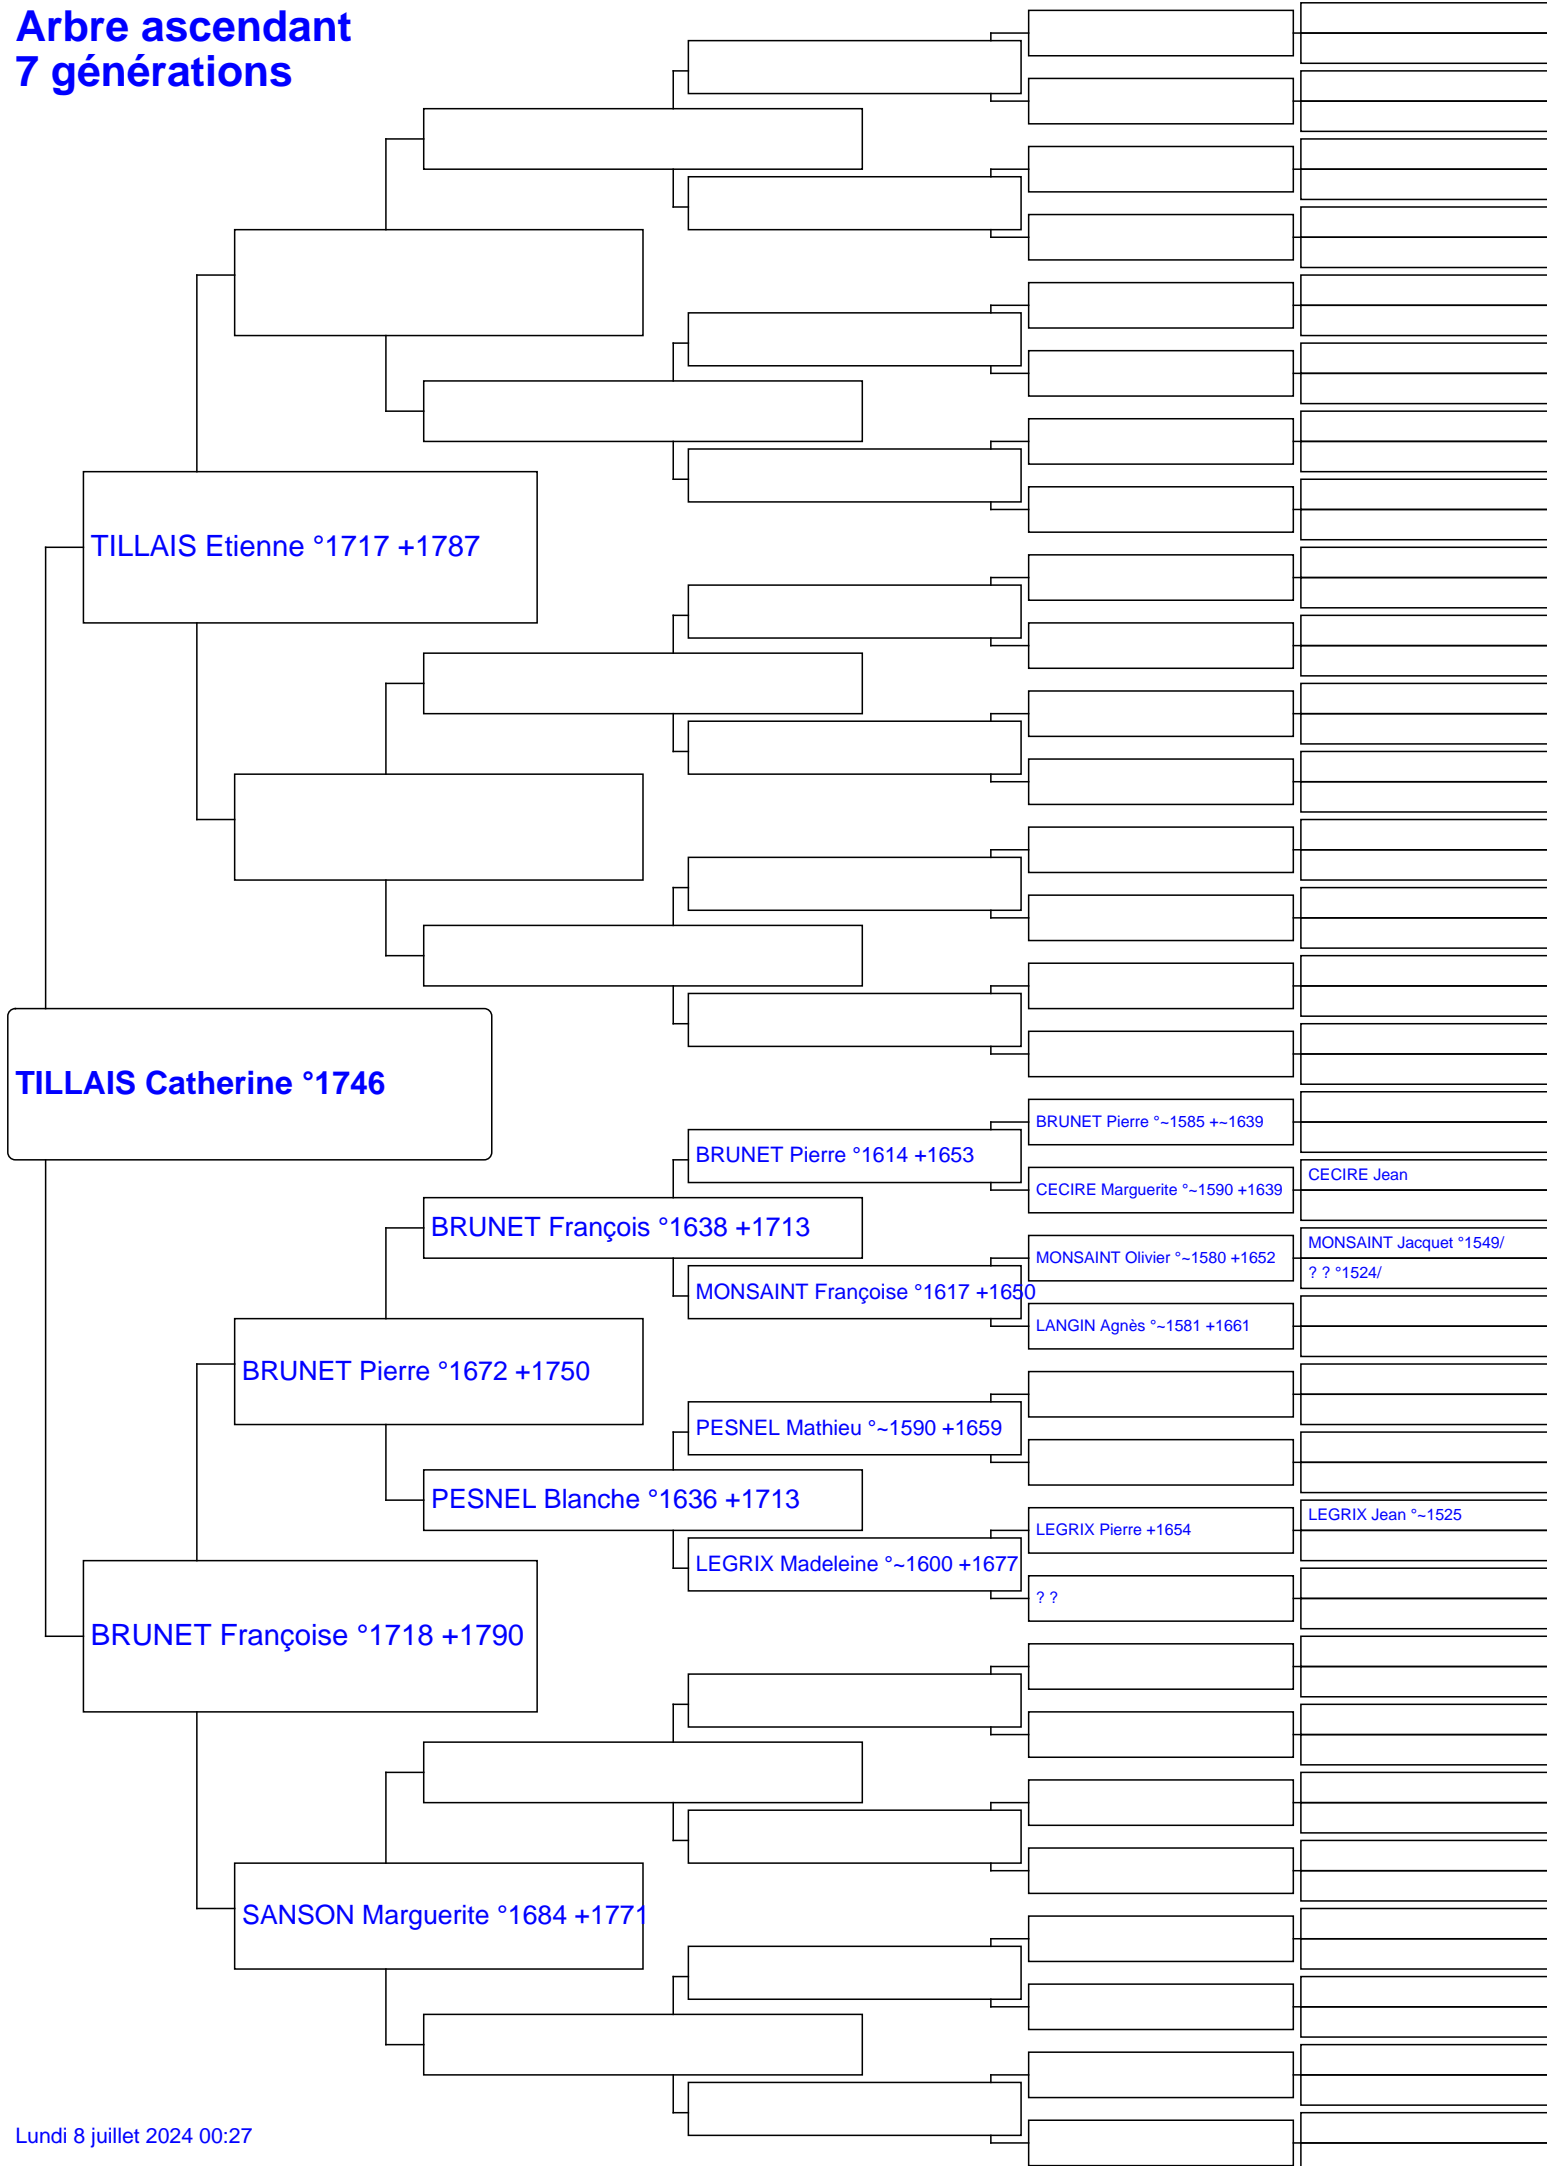 Arbre ascendant
7 générations
TILLAIS Etienne °1717 +1787
TILLAIS Catherine °1746
BRUNET Pierre °~1585 +~1639
BRUNET Pierre °1614 +1653
CECIRE Jean
CECIRE Marguerite °~1590 +1639
BRUNET François °1638 +1713
MONSAINT Jacquet °1549/
MONSAINT Olivier °~1580 +1652
? ? °1524/
MONSAINT Françoise °1617 +1650
LANGIN Agnès °~1581 +1661
BRUNET Pierre °1672 +1750
PESNEL Mathieu °~1590 +1659
PESNEL Blanche °1636 +1713
LEGRIX Jean °~1525
LEGRIX Pierre +1654
LEGRIX Madeleine °~1600 +1677
? ?
BRUNET Françoise °1718 +1790
SANSON Marguerite °1684 +1771
Lundi 8 juillet 2024 00:27